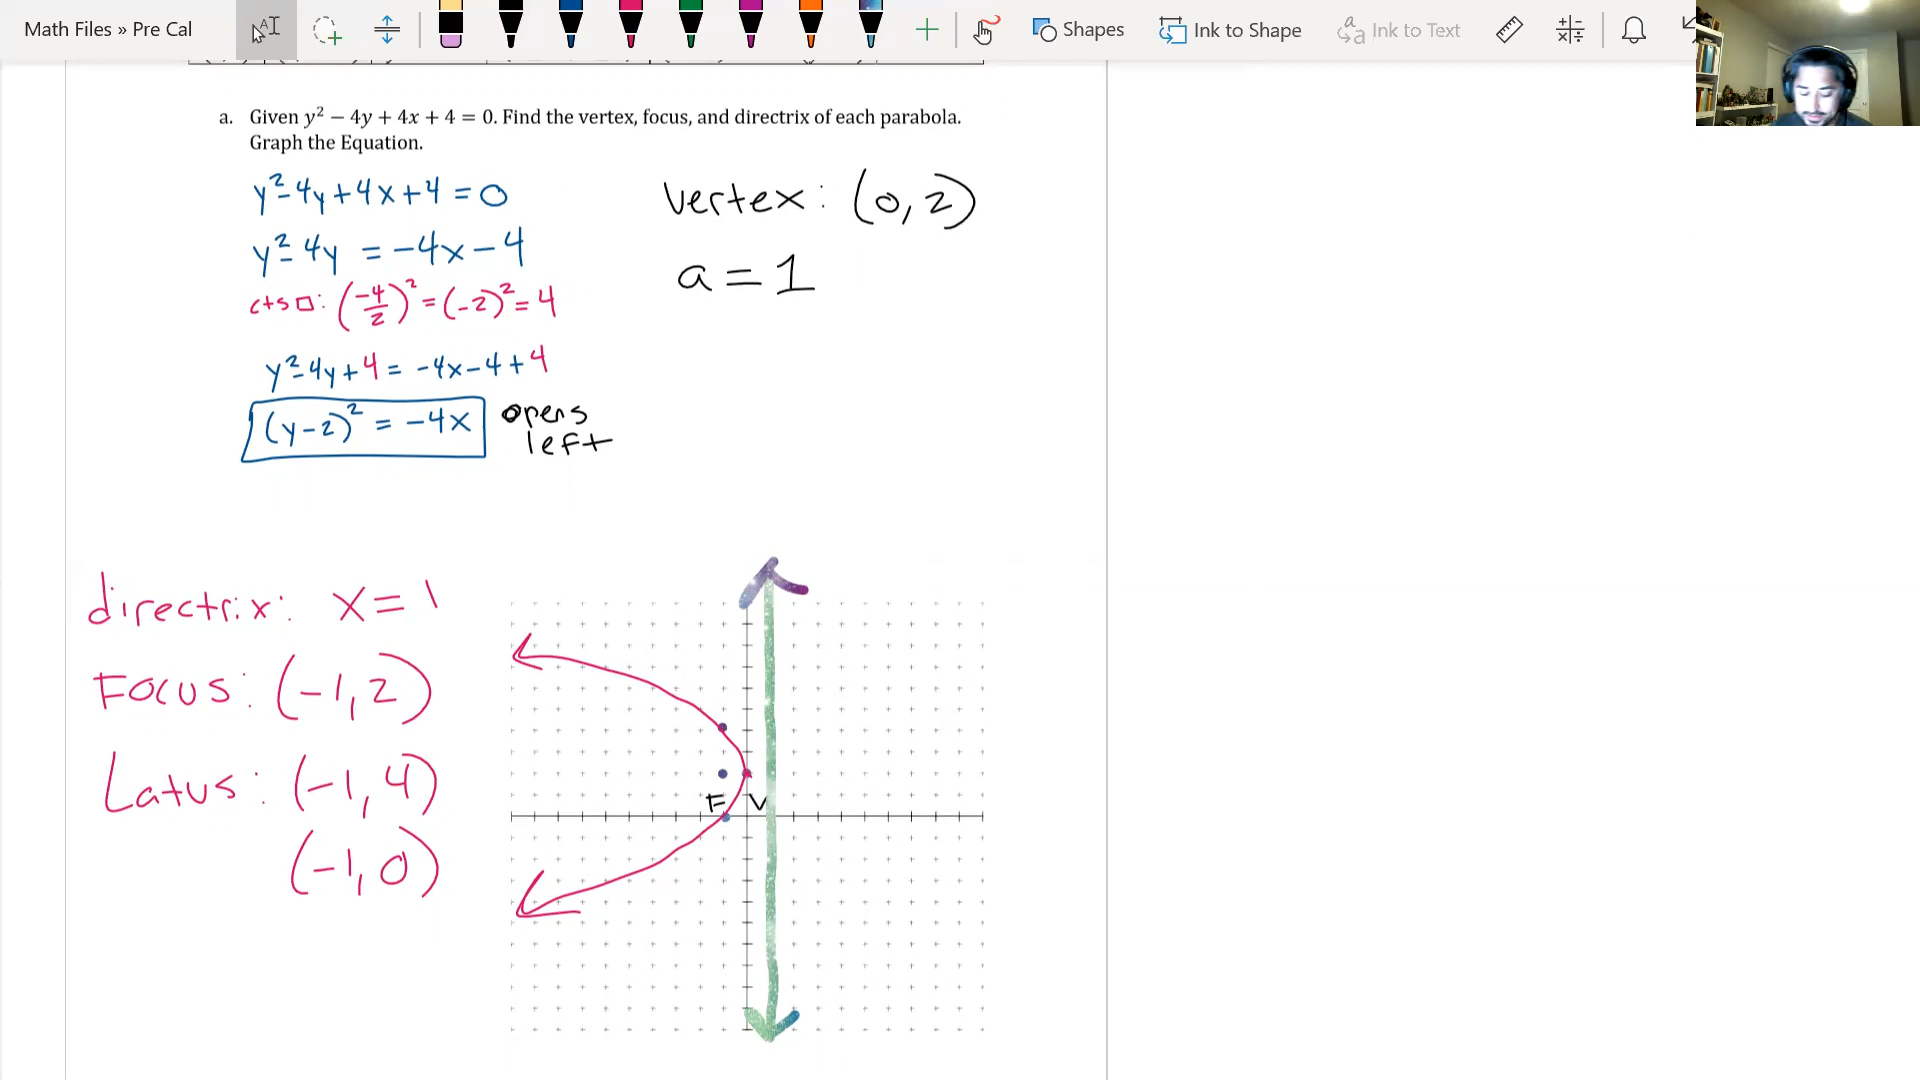 Math Files » Pre Cal
Shapes
Ink to Shape
Ink to Text
a. Given y² − 4y + 4x + 4 = 0. Find the vertex, focus, and directrix of each parabola.
Graph the Equation.
y²-4y+4x+4=0
y²-4y = -4x-4
cts□: (-4/2)²=(-2)²=4
y²-4y+4 = -4x-4+4
(y-2)² = -4x
opens
left
vertex: (0,2)
a=1
directrix: x=1
Focus: (-1,2)
Latus: (-1,4)
(-1,0)
F V